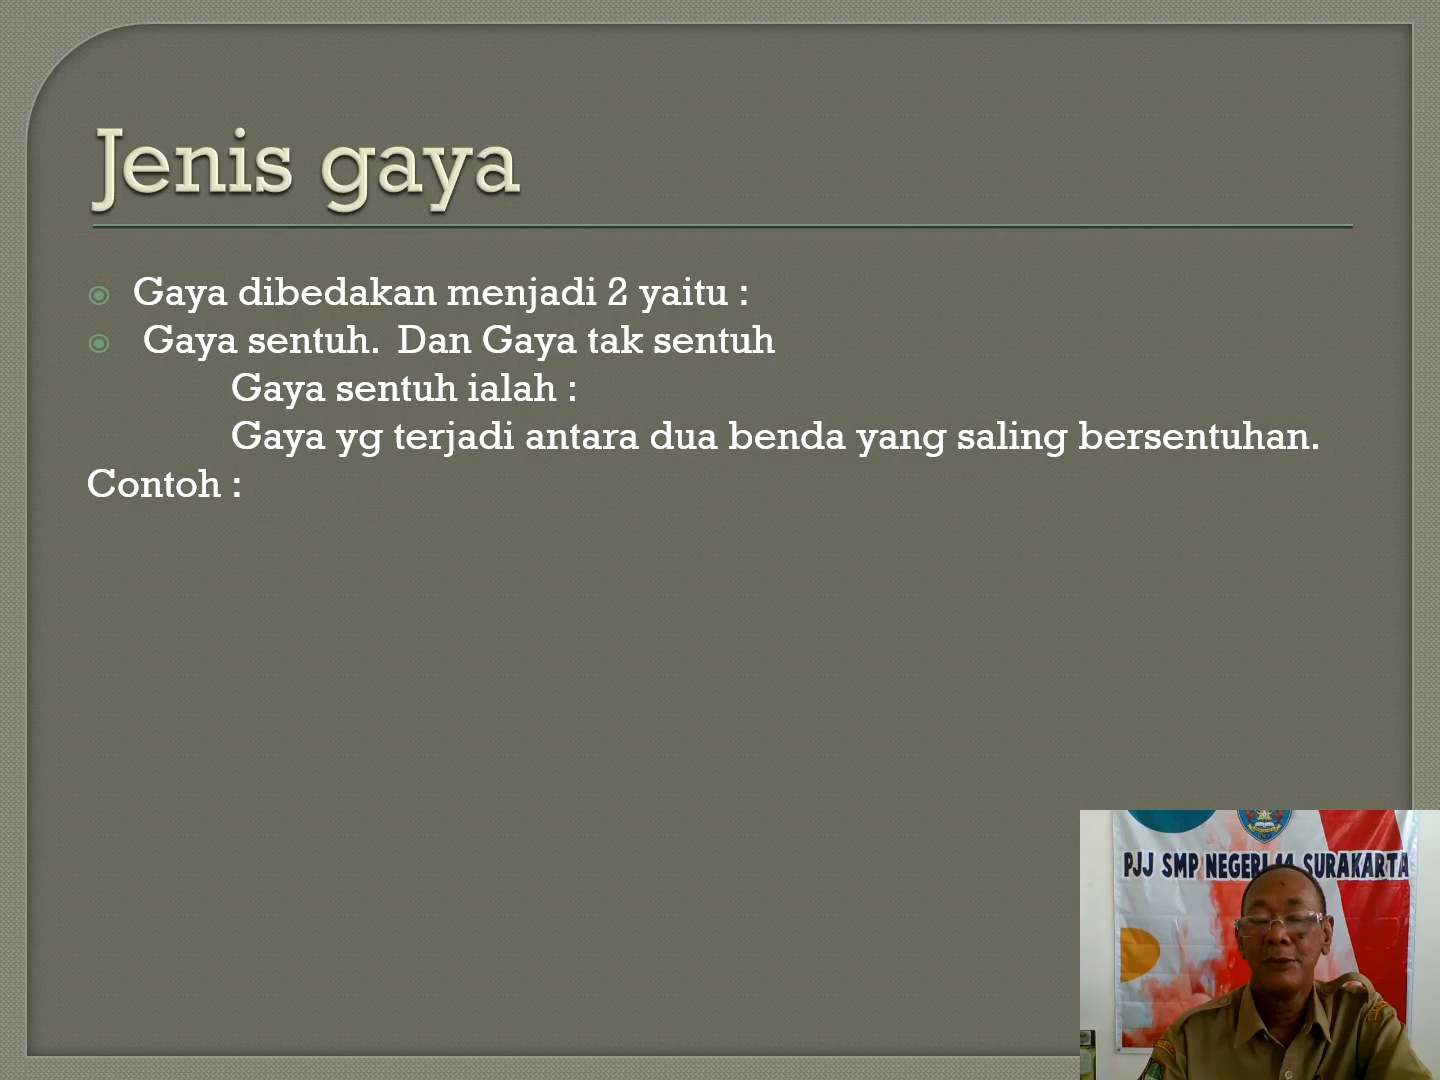 Jenis gaya
Gaya dibedakan menjadi 2 yaitu :
Gaya sentuh. Dan Gaya tak sentuh
Gaya sentuh ialah :
Gaya yg terjadi antara dua benda yang saling bersentuhan.
Contoh :
PJJ SMP NEGERI 14 SURAKARTA